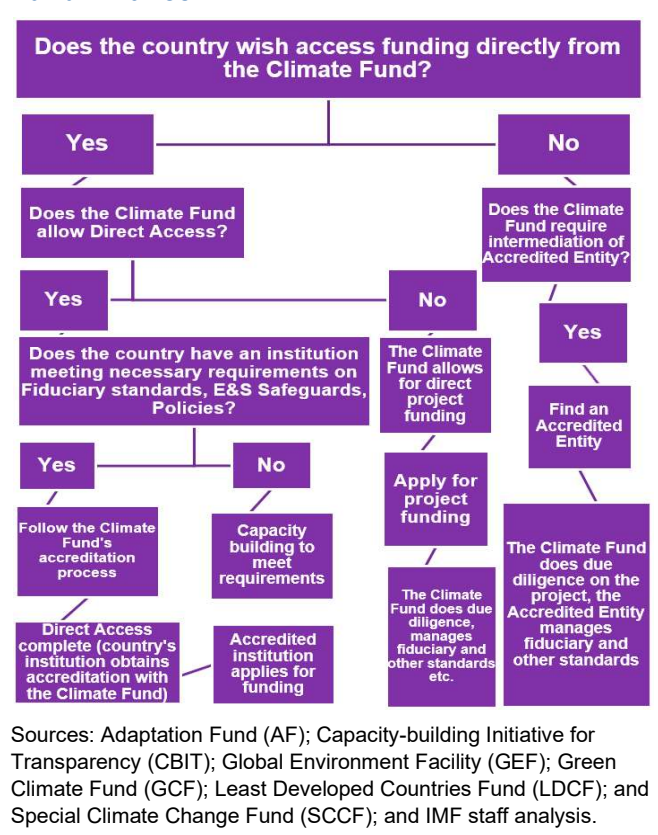 Does the country wish access funding directly from
the Climate Fund?
Yes
No
Does the Climate Fund
allow Direct Access?
Does the Climate
Fund require
intermediation of
Accredited Entity?
Yes
No
Yes
Does the country have an institution
meeting necessary requirements on
Fiduciary standards, E&S Safeguards,
Policies?
The Climate
Fund allows
for direct
project
funding
Find an
Accredited
Entity
Yes
No
Apply for
project
funding
Follow the Climate
Fund's
accreditation
process
Capacity
building to
meet
requirements
The Climate Fund
does due
diligence on the
project, the
Accredited Entity
manages
fiduciary and
other standards
The Climate
Fund does due
diligence,
manages
fiduciary and
other standards
etc.
Direct Access
complete (country's
institution obtains
accreditation with
the Climate Fund)
Accredited
institution
applies for
funding
Sources: Adaptation Fund (AF); Capacity-building Initiative for
Transparency (CBIT); Global Environment Facility (GEF); Green
Climate Fund (GCF); Least Developed Countries Fund (LDCF); and
Special Climate Change Fund (SCCF); and IMF staff analysis.